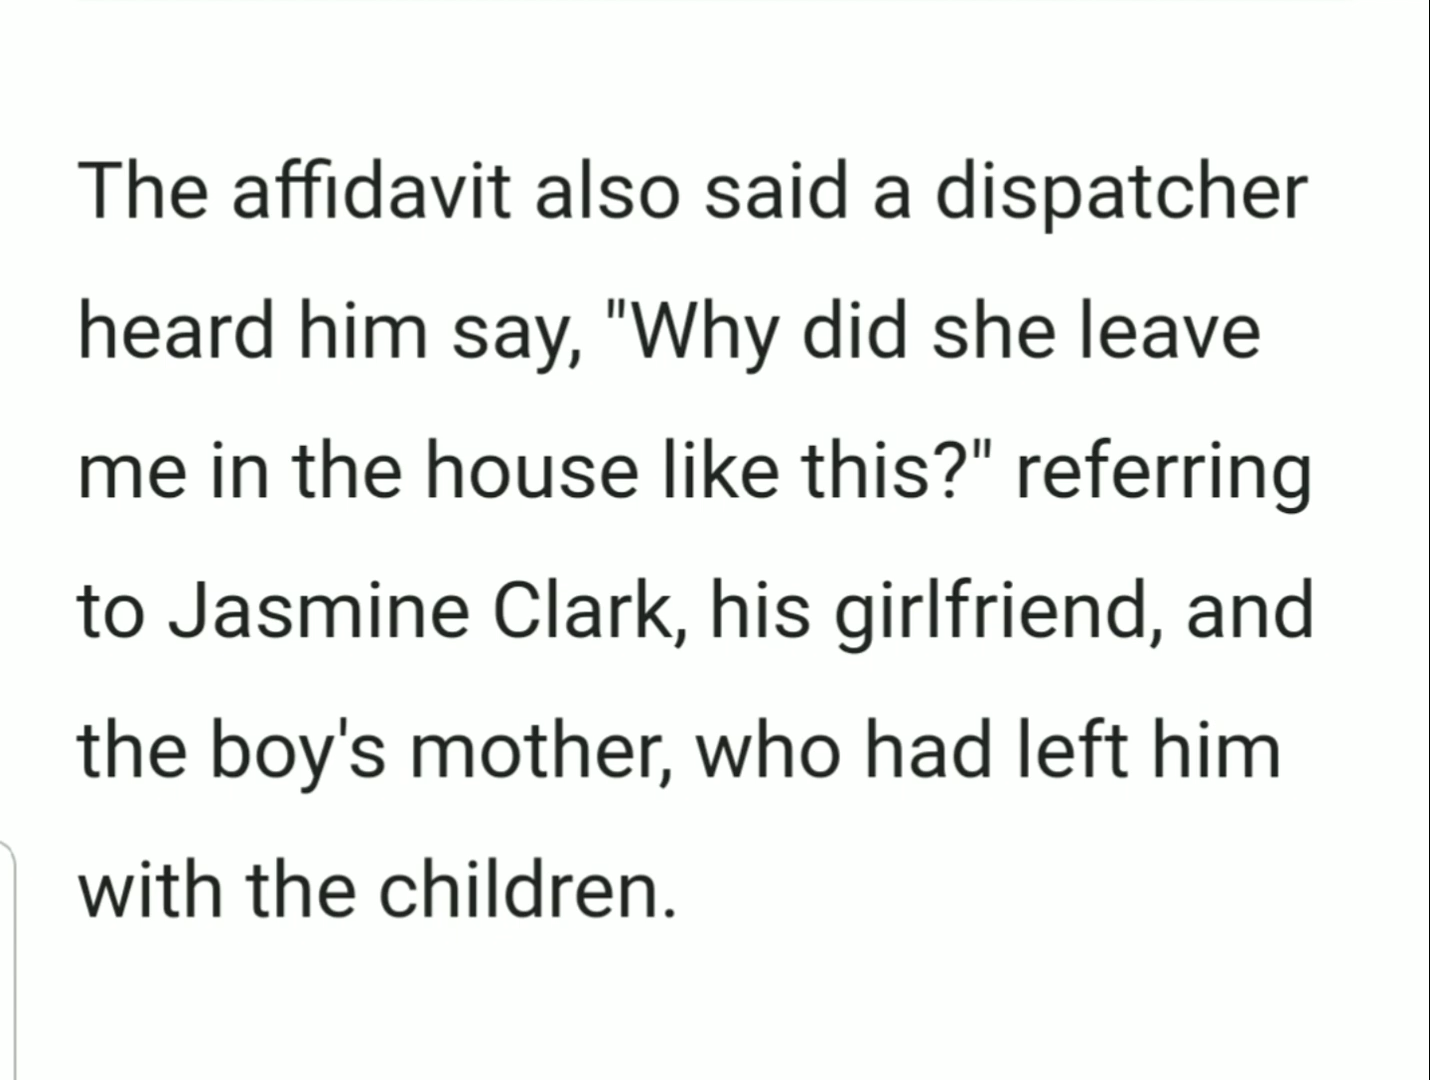 The affidavit also said a dispatcher
heard him say, "Why did she leave
me in the house like this?" referring
to Jasmine Clark, his girlfriend, and
the boy's mother, who had left him
with the children.